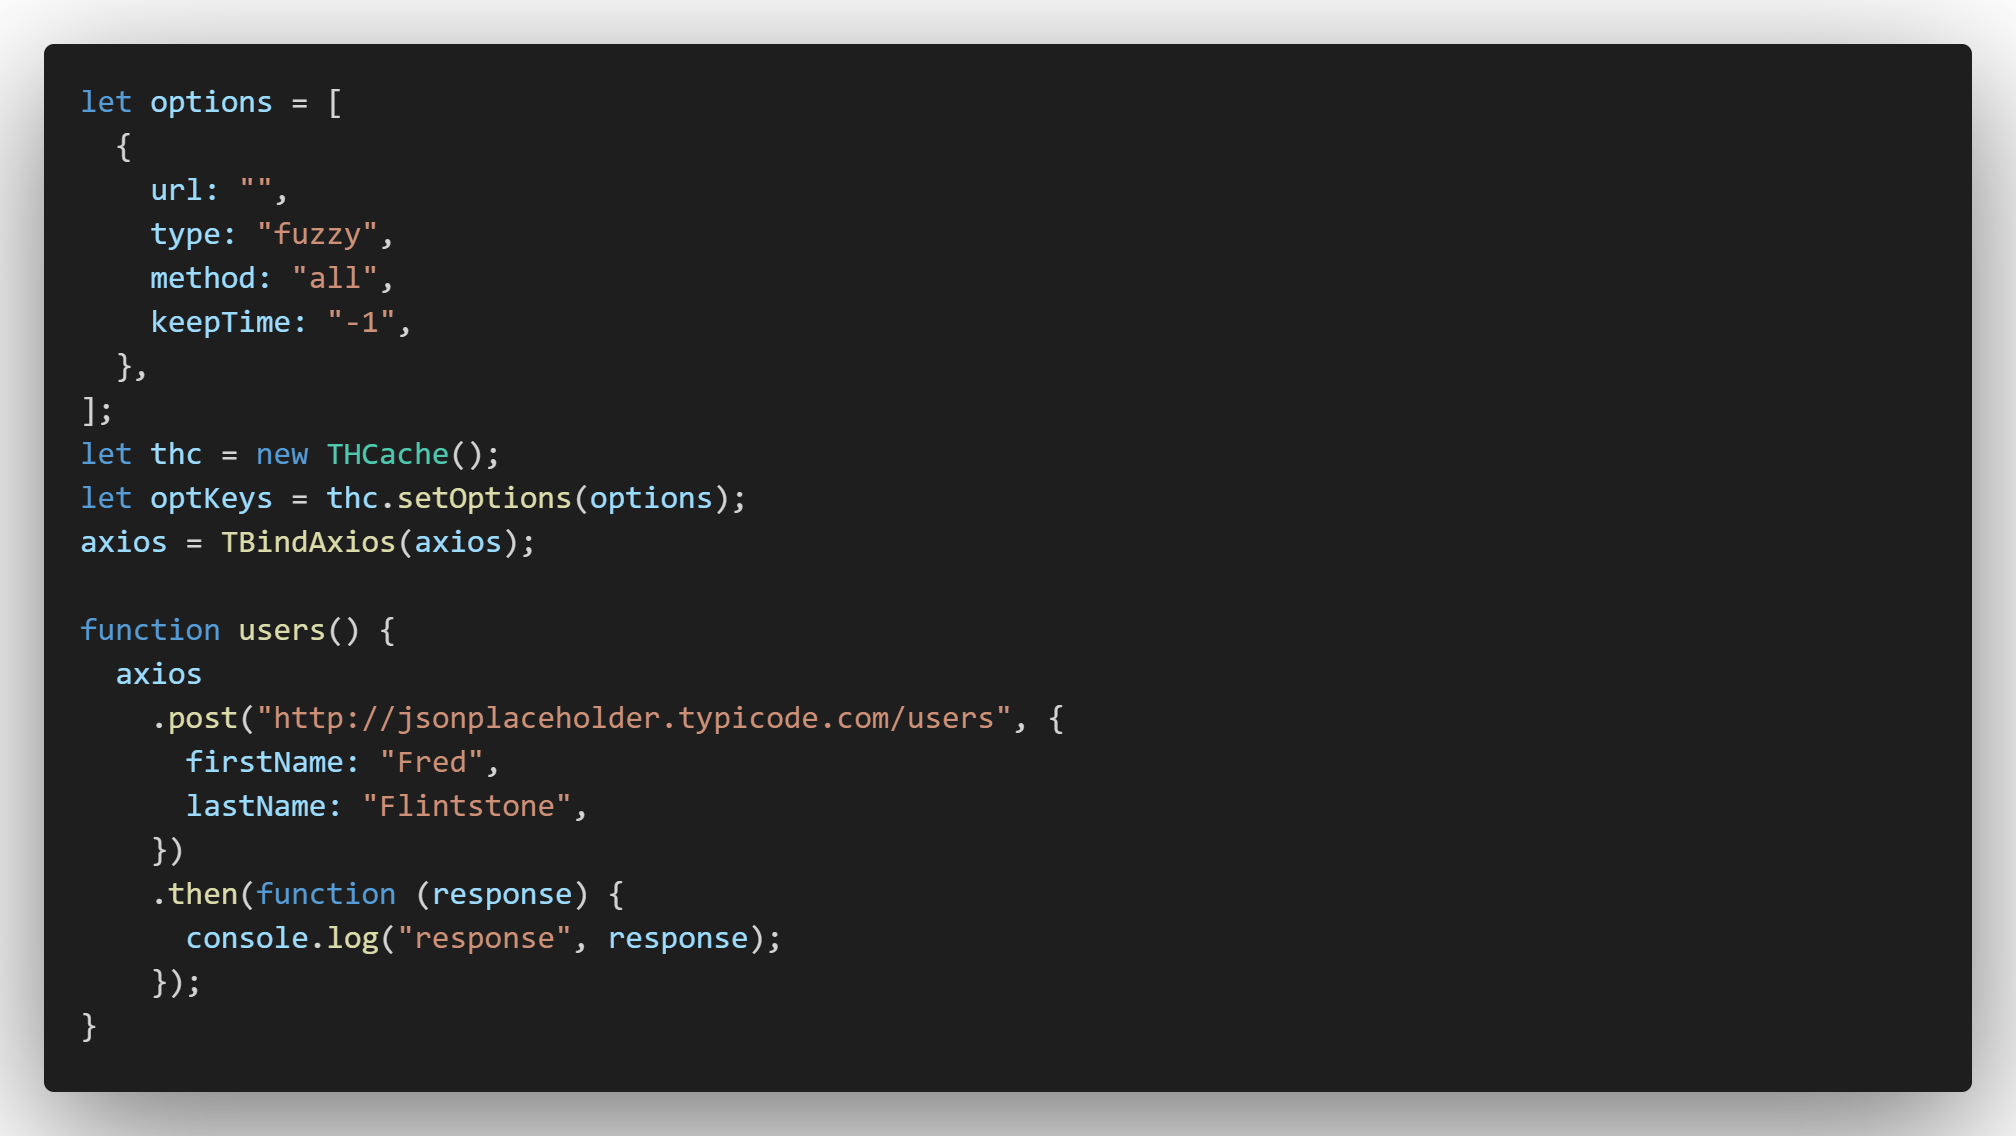 let options = [
  {
    url: "",
    type: "fuzzy",
    method: "all",
    keepTime: "-1",
  },
];
let thc = new THCache();
let optKeys = thc.setOptions(options);
axios = TBindAxios(axios);

function users() {
  axios
    .post("http://jsonplaceholder.typicode.com/users", {
      firstName: "Fred",
      lastName: "Flintstone",
    })
    .then(function (response) {
      console.log("response", response);
    });
}